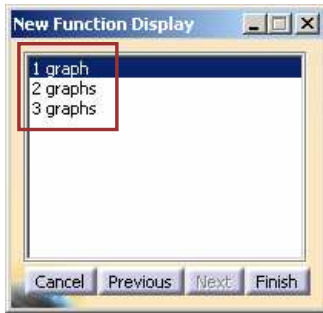 New Function Display
1 graph
2 graphs
3 graphs
Cancel Previous Next Finish